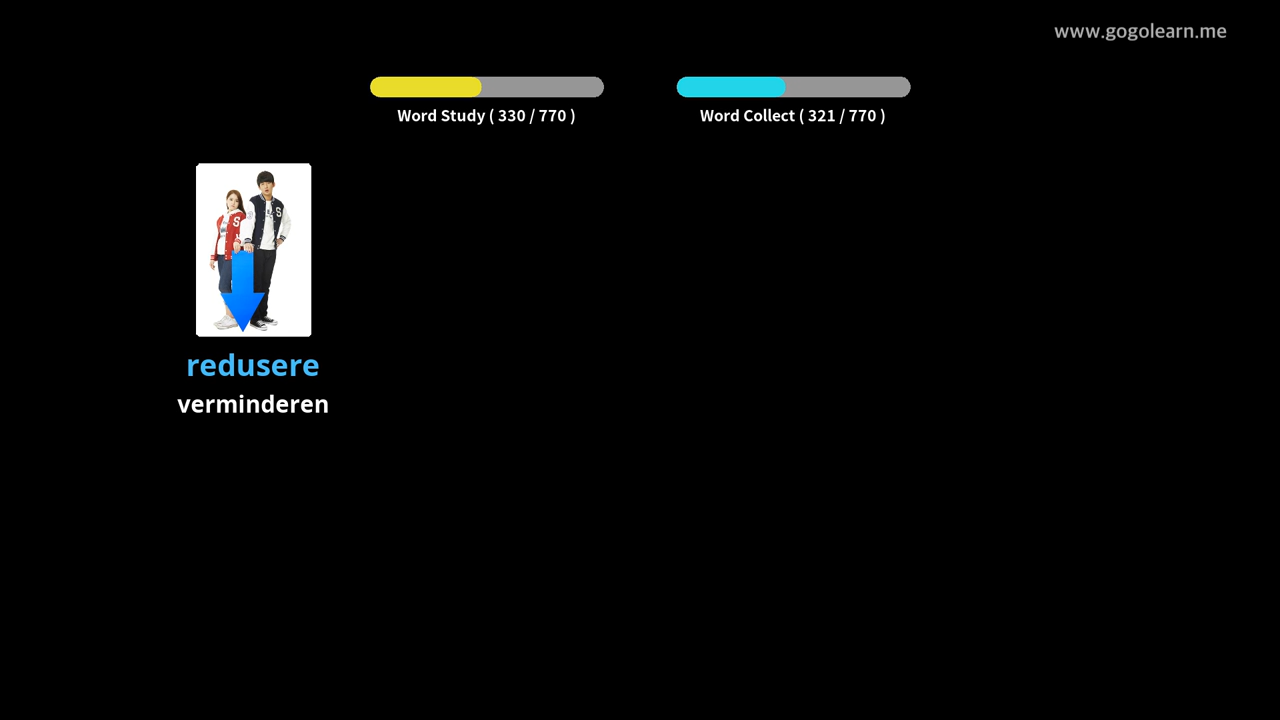 www.gogolearn.me
Word Study ( 330 / 770 )
Word Collect ( 321 / 770 )
S
S
redusere
verminderen